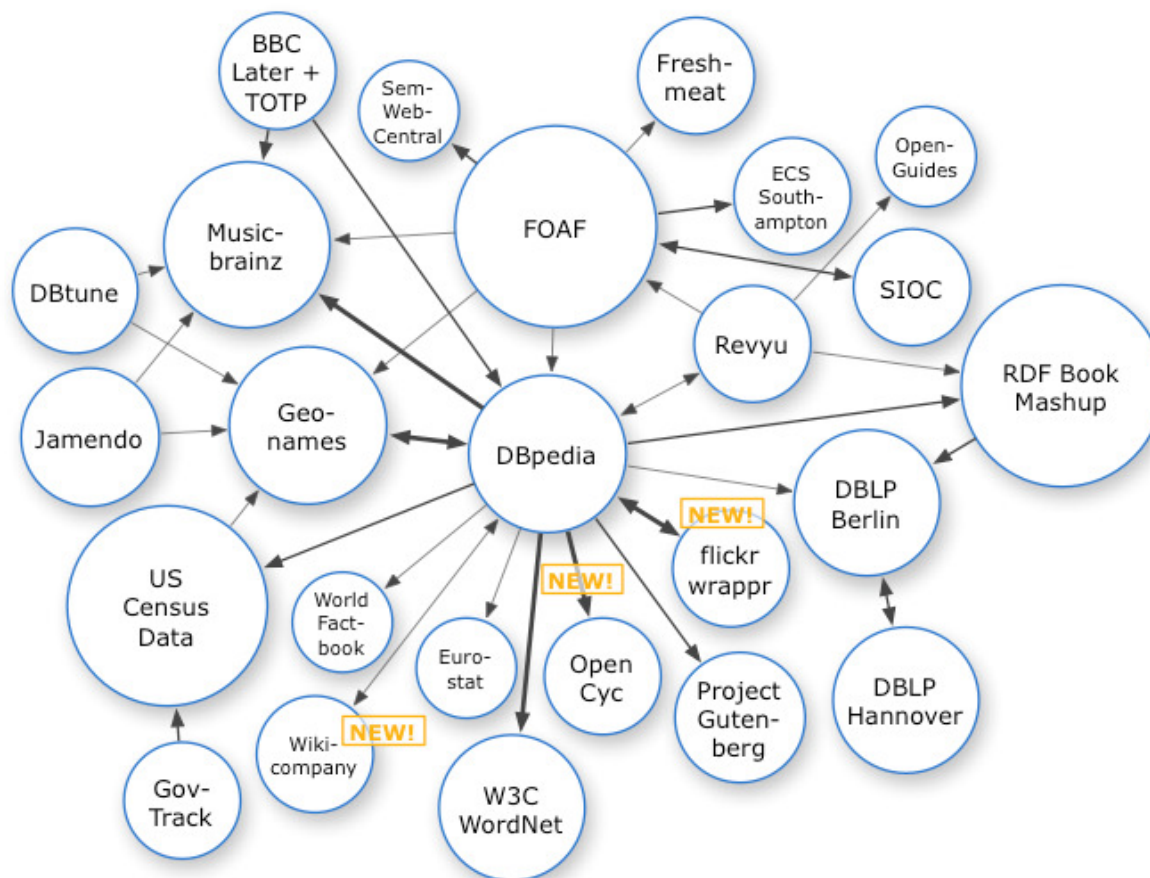 BBC
Later +
TOTP
Sem-
Web-
Central
Fresh-
meat
Open-
Guides
ECS
South-
ampton
FOAF
Music-
brainz
DBtune
SIOC
Revyu
RDF Book
Mashup
Geo-
names
Jamendo
DBpedia
DBLP
Berlin
NEW!
flickr
wrappr
US
Census
Data
NEW!
World
Fact-
book
Euro-
stat
Open
Cyc
Project
Guten-
berg
DBLP
Hannover
Wiki-
company
NEW!
Gov-
Track
W3C
WordNet